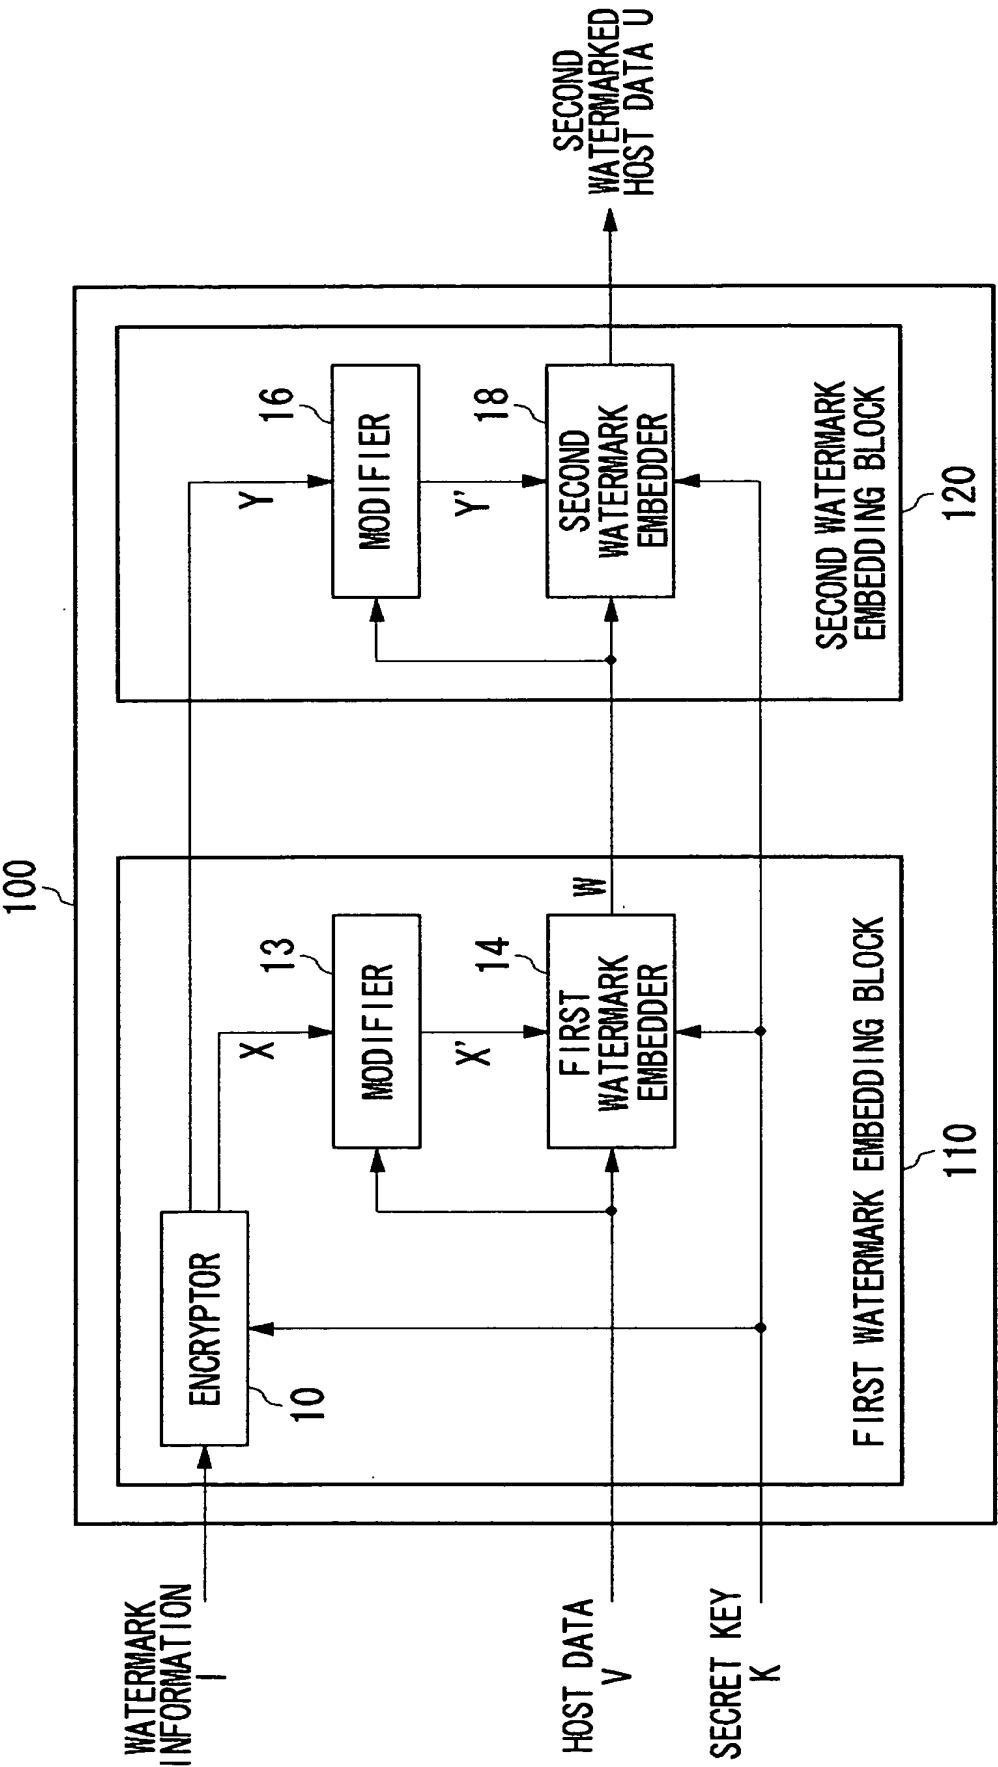 100
WATERMARK
INFORMATION
I
ENCRYPTOR
10
X
Y
13
MODIFIER
X'
16
MODIFIER
Y'
HOST DATA
V
14
FIRST
WATERMARK
EMBEDDER
W
18
SECOND
WATERMARK
EMBEDDER
SECOND
WATERMARKED
HOST DATA U
SECRET KEY
K
FIRST WATERMARK EMBEDDING BLOCK
110
SECOND WATERMARK
EMBEDDING BLOCK
120